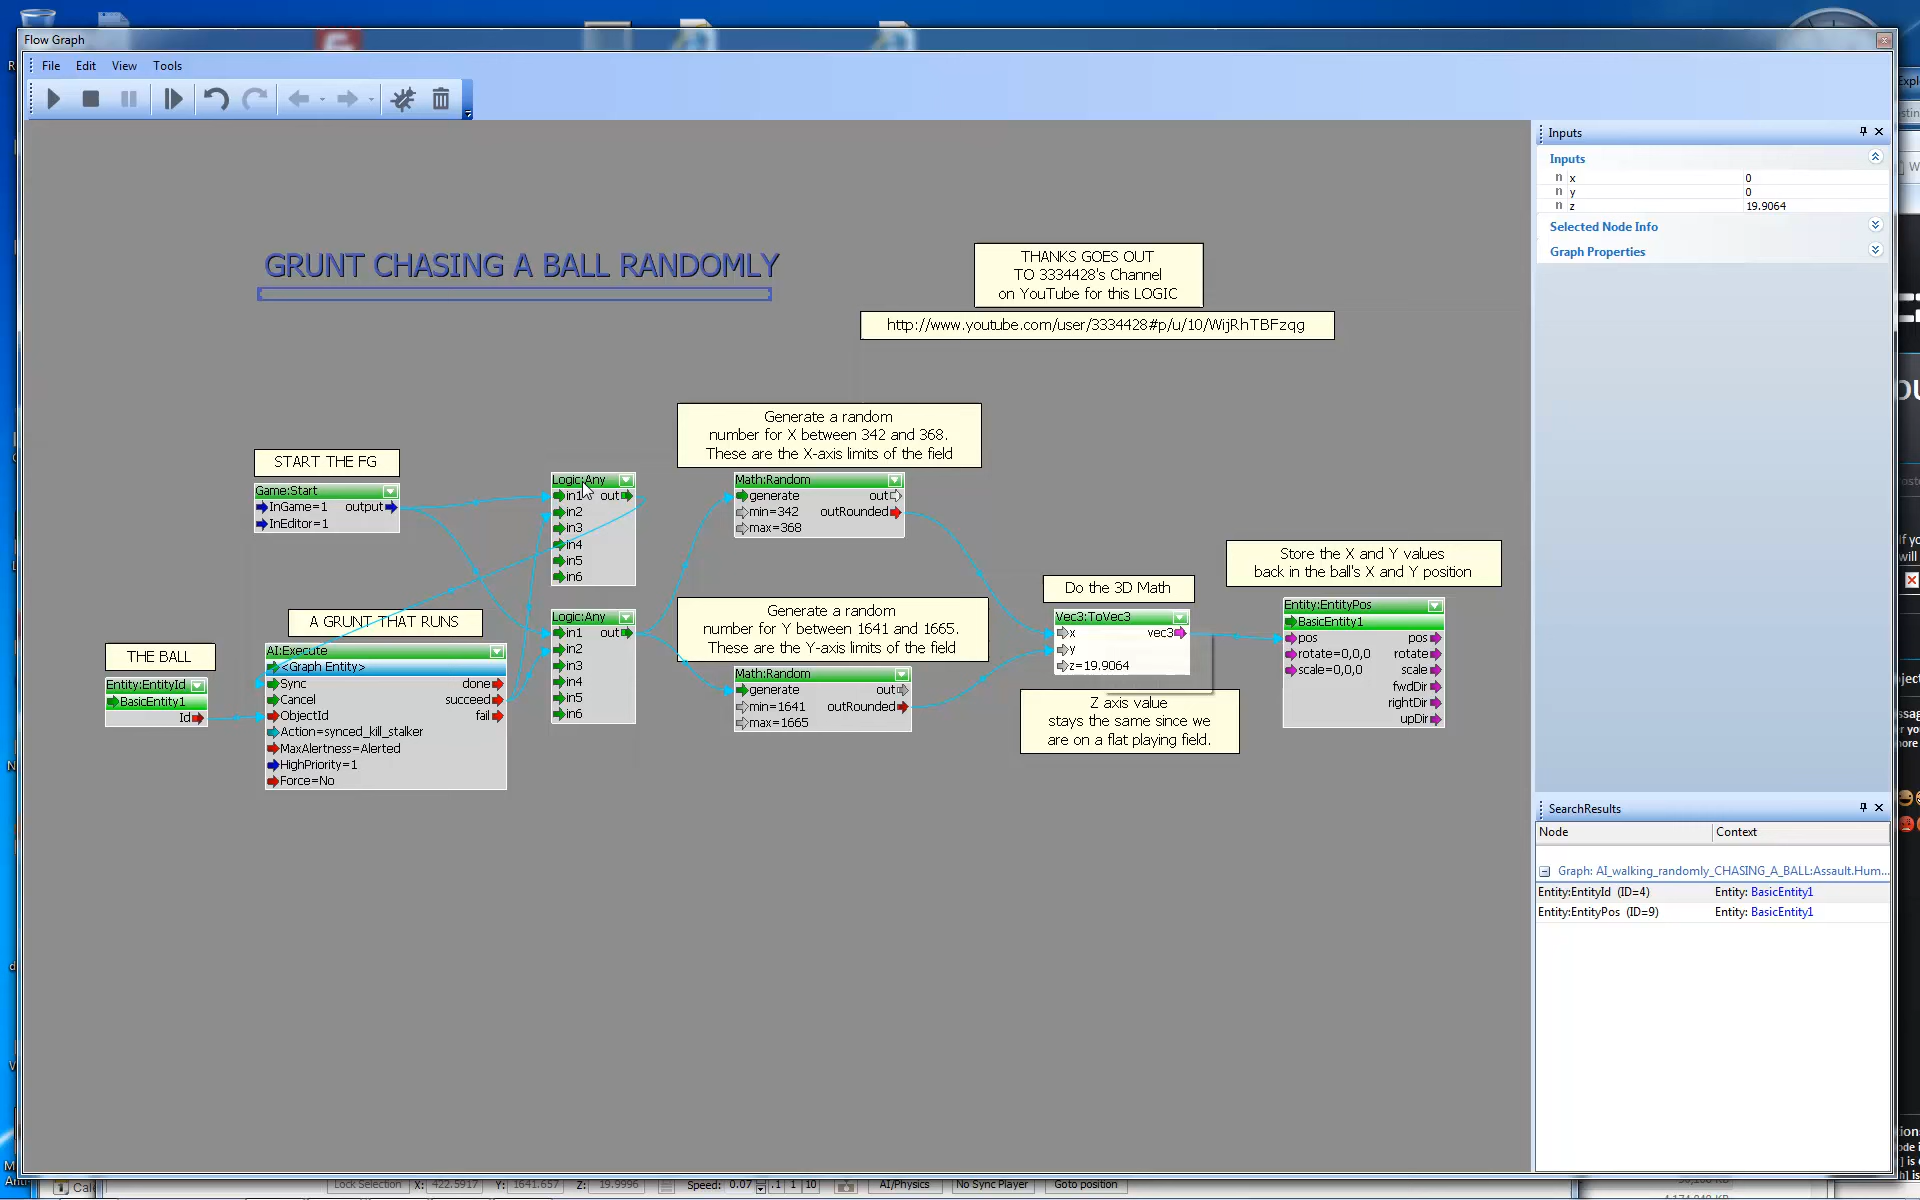 Flow Graph
File Edit View Tools
GRUNT CHASING A BALL RANDOMLY
THANKS GOES OUT
TO 3334428's Channel
on YouTube for this LOGIC
http://www.youtube.com/user/3334428#p/u/10/WijRhTBFzqg
Generate a random
number for X between 342 and 368.
These are the X-axis limits of the field
START THE FG
Game:Start
InGame=1 output
InEditor=1
Logic:Any
in1 out
in2
in3
in4
in5
in6
Math:Random
generate out
min=342 outRounded
max=368
A GRUNT THAT RUNS
THE BALL
Entity:EntityId
BasicEntity1
Id
AI:Execute
<Graph Entity>
Sync done
Cancel succeed
ObjectId fail
Action=synced_kill_stalker
MaxAlertness=Alerted
HighPriority=1
Force=No
Logic:Any
in1 out
in2
in3
in4
in5
in6
Generate a random
number for Y between 1641 and 1665.
These are the Y-axis limits of the field
Math:Random
generate out
min=1641 outRounded
max=1665
Do the 3D Math
Vec3:ToVec3
x vec3
y
z=19.9064
Z axis value
stays the same since we
are on a flat playing field.
Store the X and Y values
back in the ball's X and Y position
Entity:EntityPos
BasicEntity1
pos pos
rotate=0,0,0 rotate
scale=0,0,0 scale
fwdDir
rightDir
upDir
Inputs
Inputs
x 0
y 0
z 19.9064
Selected Node Info
Graph Properties
SearchResults
Node Context
Graph: AI_walking_randomly_CHASING_A_BALL:Assault.Hum...
Entity:EntityId (ID=4) Entity: BasicEntity1
Entity:EntityPos (ID=9) Entity: BasicEntity1
Lock Selection X: 422.5917 Y: 1641.657 Z: 19.9996 Speed: 0.07 .1 1 10 AI/Physics No Sync Player Goto position